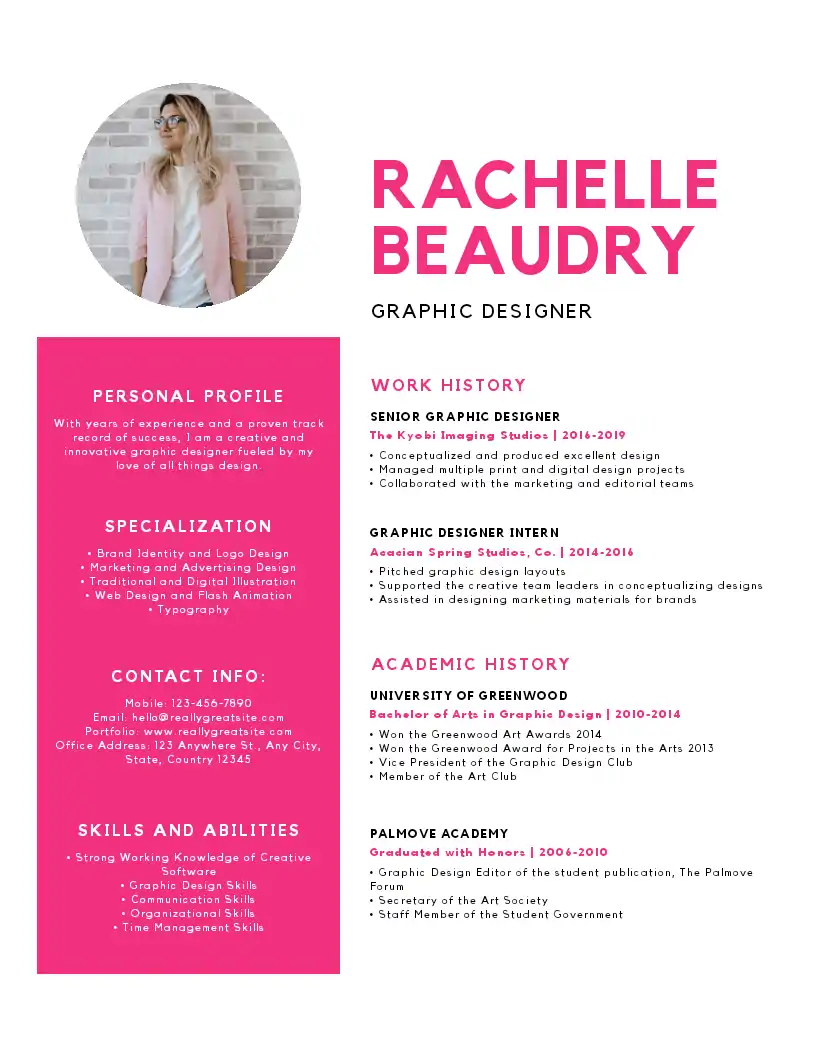 RACHELLE
BEAUDRY
GRAPHIC DESIGNER
PERSONAL PROFILE
With years of experience and a proven track
record of success, I am a creative and
innovative graphic designer fueled by my
love of all things design.
SPECIALIZATION
• Brand Identity and Logo Design
• Marketing and Advertising Design
• Traditional and Digital Illustration
• Web Design and Flash Animation
• Typography
CONTACT INFO:
Mobile: 123-456-7890
Email: hello@reallygreatsite.com
Portfolio: www.reallygreatsite.com
Office Address: 123 Anywhere St., Any City,
State, Country 12345
SKILLS AND ABILITIES
• Strong Working Knowledge of Creative
Software
• Graphic Design Skills
• Communication Skills
• Organizational Skills
• Time Management Skills
WORK HISTORY
SENIOR GRAPHIC DESIGNER
The Kyobi Imaging Studios | 2016-2019
• Conceptualized and produced excellent design
• Managed multiple print and digital design projects
• Collaborated with the marketing and editorial teams
GRAPHIC DESIGNER INTERN
Acacian Spring Studios, Co. | 2014-2016
• Pitched graphic design layouts
• Supported the creative team leaders in conceptualizing designs
• Assisted in designing marketing materials for brands
ACADEMIC HISTORY
UNIVERSITY OF GREENWOOD
Bachelor of Arts in Graphic Design | 2010-2014
• Won the Greenwood Art Awards 2014
• Won the Greenwood Award for Projects in the Arts 2013
• Vice President of the Graphic Design Club
• Member of the Art Club
PALMOVE ACADEMY
Graduated with Honors | 2006-2010
• Graphic Design Editor of the student publication, The Palmove
Forum
• Secretary of the Art Society
• Staff Member of the Student Government